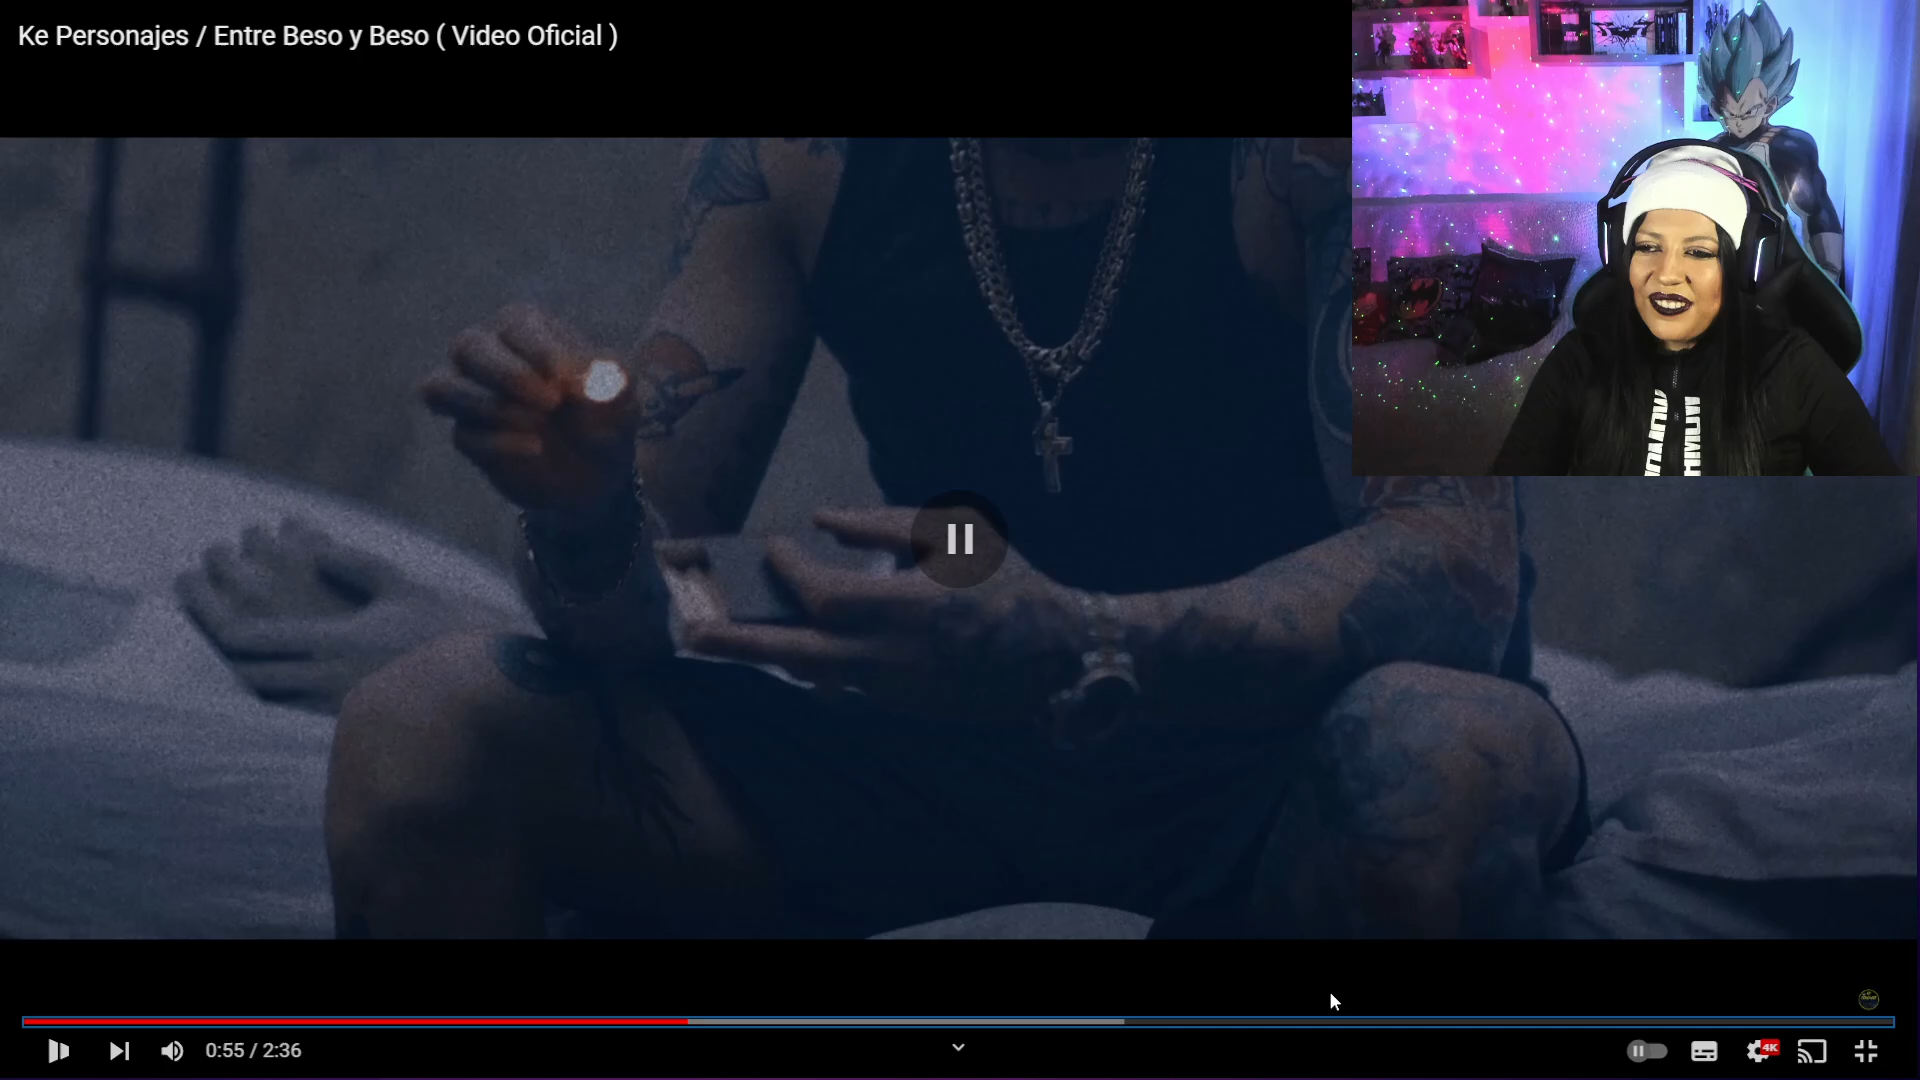 Ke Personajes / Entre Beso y Beso ( Video Oficial )
0:55 / 2:36
4K